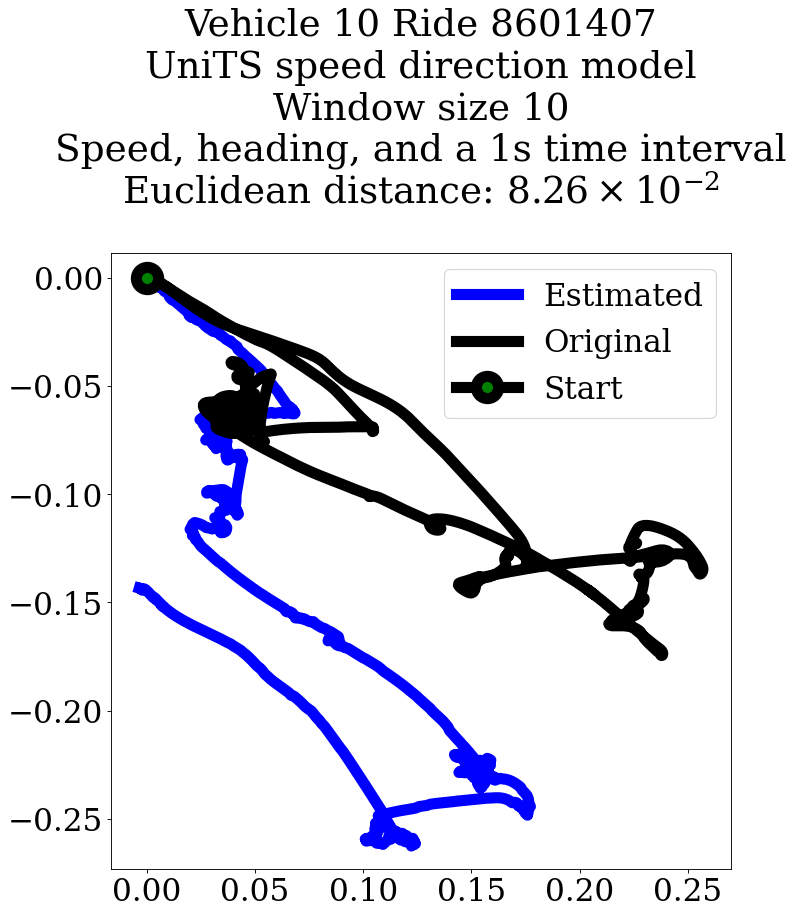 Vehicle 10 Ride 8601407
UniTS speed direction model
Window size 10
Speed, heading, and a 1s time interval
Euclidean distance: 8.26 × 10⁻²
Estimated
Original
Start
0.00
−0.05
−0.10
−0.15
−0.20
−0.25
0.00 0.05 0.10 0.15 0.20 0.25